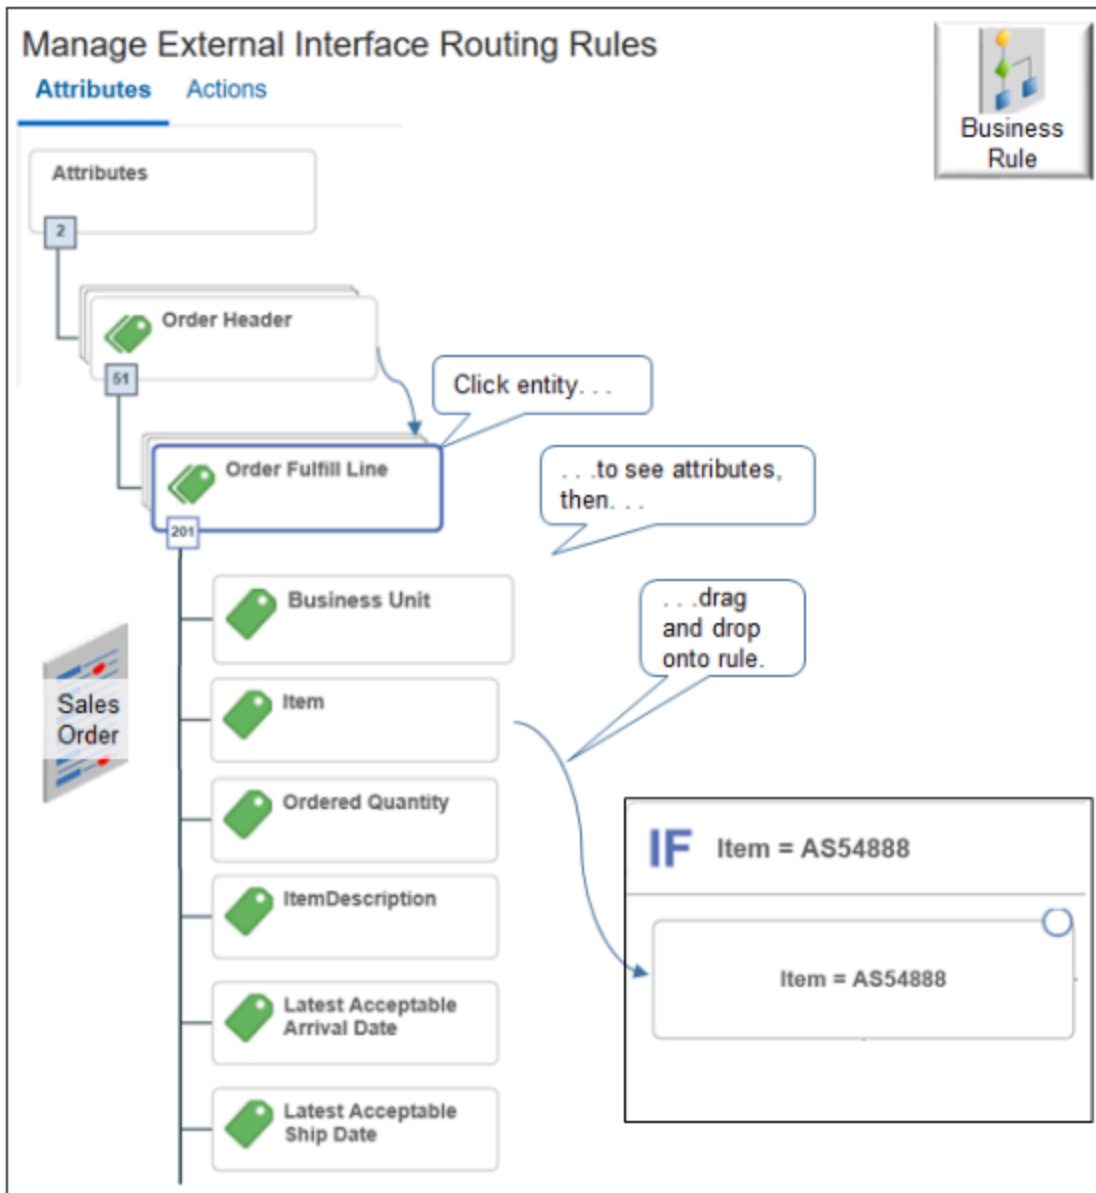 Manage External Interface Routing Rules
Attributes Actions
Business
Rule
Attributes
2
Order Header
51
Click entity. . .
Order Fulfill Line
201
. . .to see attributes,
then. . .
Business Unit
. . .drag
and drop
onto rule.
Item
Sales
Order
Ordered Quantity
IF Item = AS54888
ItemDescription
Item = AS54888
Latest Acceptable
Arrival Date
Latest Acceptable
Ship Date